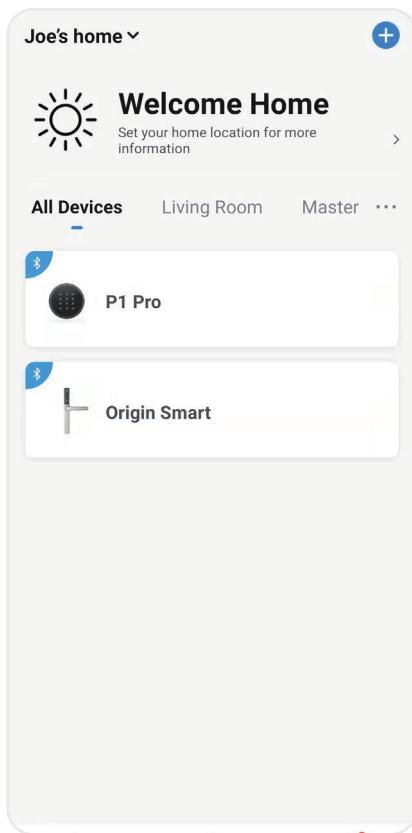 Joe's home
Welcome Home
Set your home location for more
information
All Devices
Living Room
Master
P1 Pro
Origin Smart